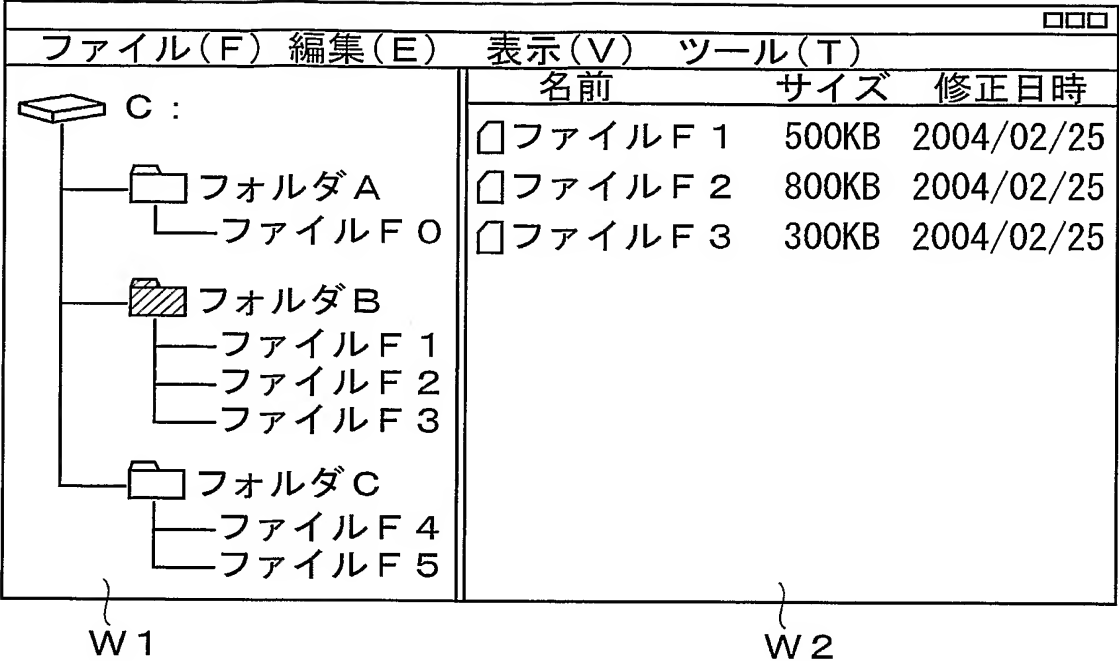 ファイル(F) 編集(E) 表示(V) ツール(T)
C:
フォルダA
ファイルF0
フォルダB
ファイルF1
ファイルF2
ファイルF3
フォルダC
ファイルF4
ファイルF5
名前 サイズ 修正日時
ファイルF1 500KB 2004/02/25
ファイルF2 800KB 2004/02/25
ファイルF3 300KB 2004/02/25
W1
W2